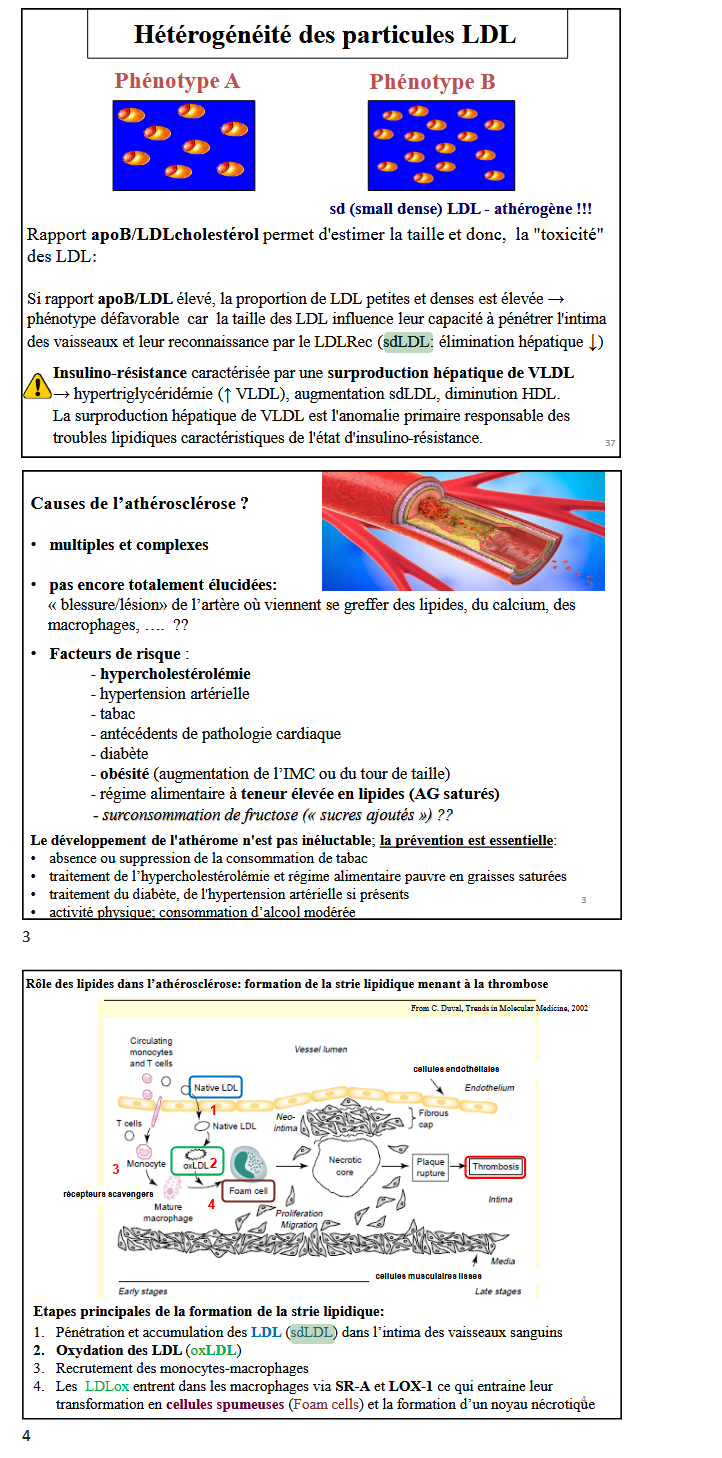 Hétérogénéité des particules LDL
Phénotype A
Phénotype B
sd (small dense) LDL - athérogène !!!
Rapport apoB/LDLcholestérol permet d'estimer la taille et donc, la "toxicité"
des LDL:
Si rapport apoB/LDL élevé, la proportion de LDL petites et denses est élevée →
phénotype défavorable car la taille des LDL influence leur capacité à pénétrer l'intima
des vaisseaux et leur reconnaissance par le LDLRec (sdLDL: élimination hépatique ↓)
Insulino-résistance caractérisée par une surproduction hépatique de VLDL
→ hypertriglycéridémie (↑ VLDL), augmentation sdLDL, diminution HDL.
La surproduction hépatique de VLDL est l'anomalie primaire responsable des
troubles lipidiques caractéristiques de l'état d'insulino-résistance.
37
Causes de l'athérosclérose ?
• multiples et complexes
• pas encore totalement élucidées:
« blessure/lésion» de l'artère où viennent se greffer des lipides, du calcium, des
macrophages, …. ??
• Facteurs de risque :
- hypercholestérolémie
- hypertension artérielle
- tabac
- antécédents de pathologie cardiaque
- diabète
- obésité (augmentation de l'IMC ou du tour de taille)
- régime alimentaire à teneur élevée en lipides (AG saturés)
- surconsommation de fructose (« sucres ajoutés ») ??
Le développement de l'athérome n'est pas inéluctable; la prévention est essentielle:
• absence ou suppression de la consommation de tabac
• traitement de l'hypercholestérolémie et régime alimentaire pauvre en graisses saturées
• traitement du diabète, de l'hypertension artérielle si présents
• activité physique; consommation d'alcool modérée
3
3
Rôle des lipides dans l'athérosclérose: formation de la strie lipidique menant à la thrombose
From C. Duval, Trends in Molecular Medicine, 2002
Circulating
monocytes
and T cells
Vessel lumen
cellules endothéliales
Native LDL
Endothelium
1
T cells
Native LDL
Neo-
intima
Fibrous
cap
3
Monocyte
oxLDL
2
Necrotic
core
Plaque
rupture
Thrombosis
récepteurs scavengers
4
Foam cell
Intima
Mature
macrophage
Proliferation
Migration
Media
cellules musculaires lisses
Early stages
Late stages
Etapes principales de la formation de la strie lipidique:
1. Pénétration et accumulation des LDL (sdLDL) dans l'intima des vaisseaux sanguins
2. Oxydation des LDL (oxLDL)
3. Recrutement des monocytes-macrophages
4. Les LDLox entrent dans les macrophages via SR-A et LOX-1 ce qui entraine leur
transformation en cellules spumeuses (Foam cells) et la formation d'un noyau nécrotique
4
4